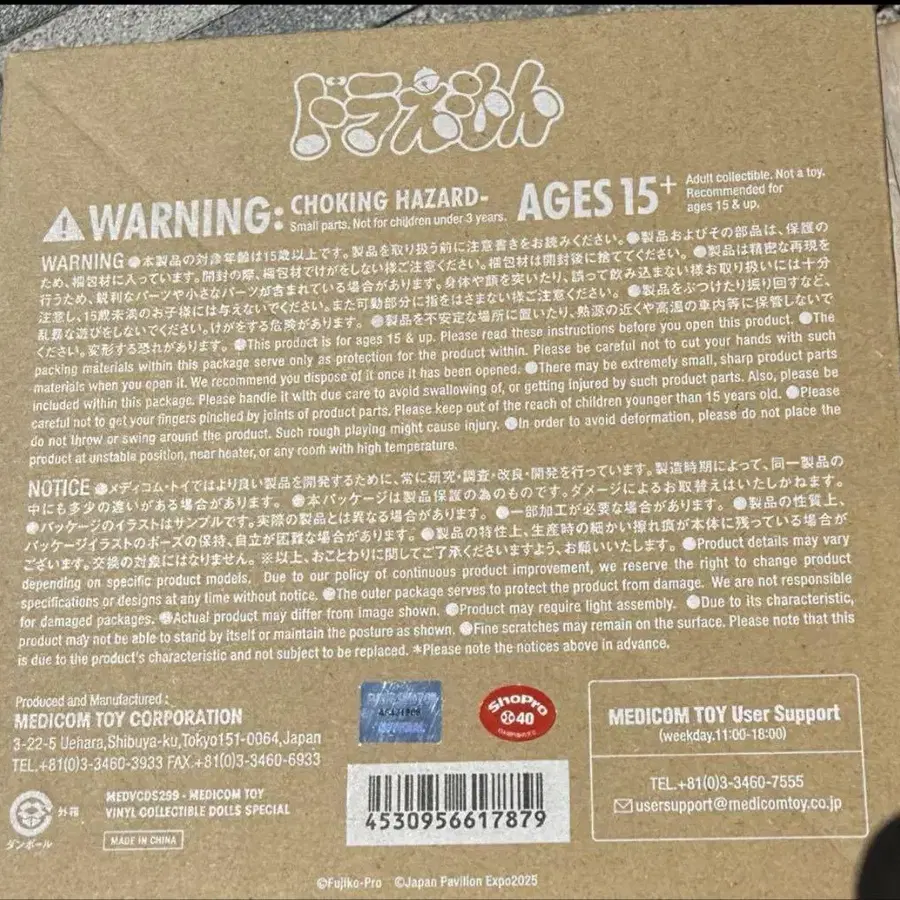 ドラえもん
WARNING: CHOKING HAZARD-
Small parts. Not for children under 3 years.
AGES 15+
Adult collectible. Not a toy.
Recommended for
ages 15 & up.
WARNING ●本製品の対象年齢は15歳以上です。製品を取り扱う前に注意書きをお読みください。●製品およびその部品は、保護の
ため、梱包材に入っています。開封の際、梱包材でけがをしない様ご注意ください。梱包材は開封後に捨ててください。●製品は精密な再現を
行うため、鋭利なパーツや小さなパーツが含まれている場合があります。身体や顔を突いたり、誤って飲み込まない様お取り扱いには十分
注意し、15歳未満のお子様には与えないでください。また可動部分に指をはさまない様ご注意ください。●製品をぶつけたり振り回すなど、
乱暴な遊びをしないでください。けがをする危険があります。●製品を不安定な場所に置いたり、熱源の近くや高温の車内等に保管しないで
ください。変形する恐れがあります。●This product is for ages 15 & up. Please read these instructions before you open this product. ●The
packing materials within this package serve only as protection for the product within. Please be careful not to cut your hands with such
materials when you open it. We recommend you dispose of it once it has been opened. ●There may be extremely small, sharp product parts
included within this package. Please handle it with due care to avoid swallowing of, or getting injured by such product parts. Also, please be
careful not to get your fingers pinched by joints of product parts. Please keep out of the reach of children younger than 15 years old. ●Please
do not throw or swing around the product. Such rough playing might cause injury. ●In order to avoid deformation, please do not place the
product at unstable position, near heater, or any room with high temperature.
NOTICE ●メディコム・トイではより良い製品を開発するために、常に研究・調査・改良・開発を行っています。製造時期によって、同一製品の
中にも多少の違いがある場合があります。●本パッケージは製品保護の為のものです。ダメージによるお取替えはいたしかねます。
●パッケージのイラストはサンプルです。実際の製品とは異なる場合があります。●一部加工が必要な場合があります。●製品の性質上、
パッケージイラストのポーズの保持、自立が困難な場合があります。●製品の特性上、生産時の細かい擦れ痕が本体に残っている場合が
ございます。交換の対象にはなりません。※以上、おことわりに関してご了承くださいますよう、お願いいたします。●Product details may vary
depending on specific product models. Due to our policy of continuous product improvement, we reserve the right to change product
specifications or designs at any time without notice. ●The outer package serves to protect the product from damage. We are not responsible
for damaged packages. ●Actual product may differ from image shown. ●Product may require light assembly. ●Due to its characteristic,
product may not be able to stand by itself or maintain the posture as shown. ●Fine scratches may remain on the surface. Please note that this
is due to the product's characteristic and not subject to be replaced. *Please note the notices above in advance.
Produced and Manufactured :
MEDICOM TOY CORPORATION
3-22-5 Uehara,Shibuya-ku,Tokyo151-0064,Japan
TEL.+81(0)3-3460-3933 FAX.+81(0)3-3460-6933
外箱
ダンボール
MEDVCDS299 - MEDICOM TOY
VINYL COLLECTIBLE DOLLS SPECIAL
MADE IN CHINA
ShoPro
40
4530956617879
MEDICOM TOY User Support
(weekday.11:00-18:00)
TEL.+81(0)3-3460-7555
usersupport@medicomtoy.co.jp
©Fujiko-Pro ©Japan Pavilion Expo2025